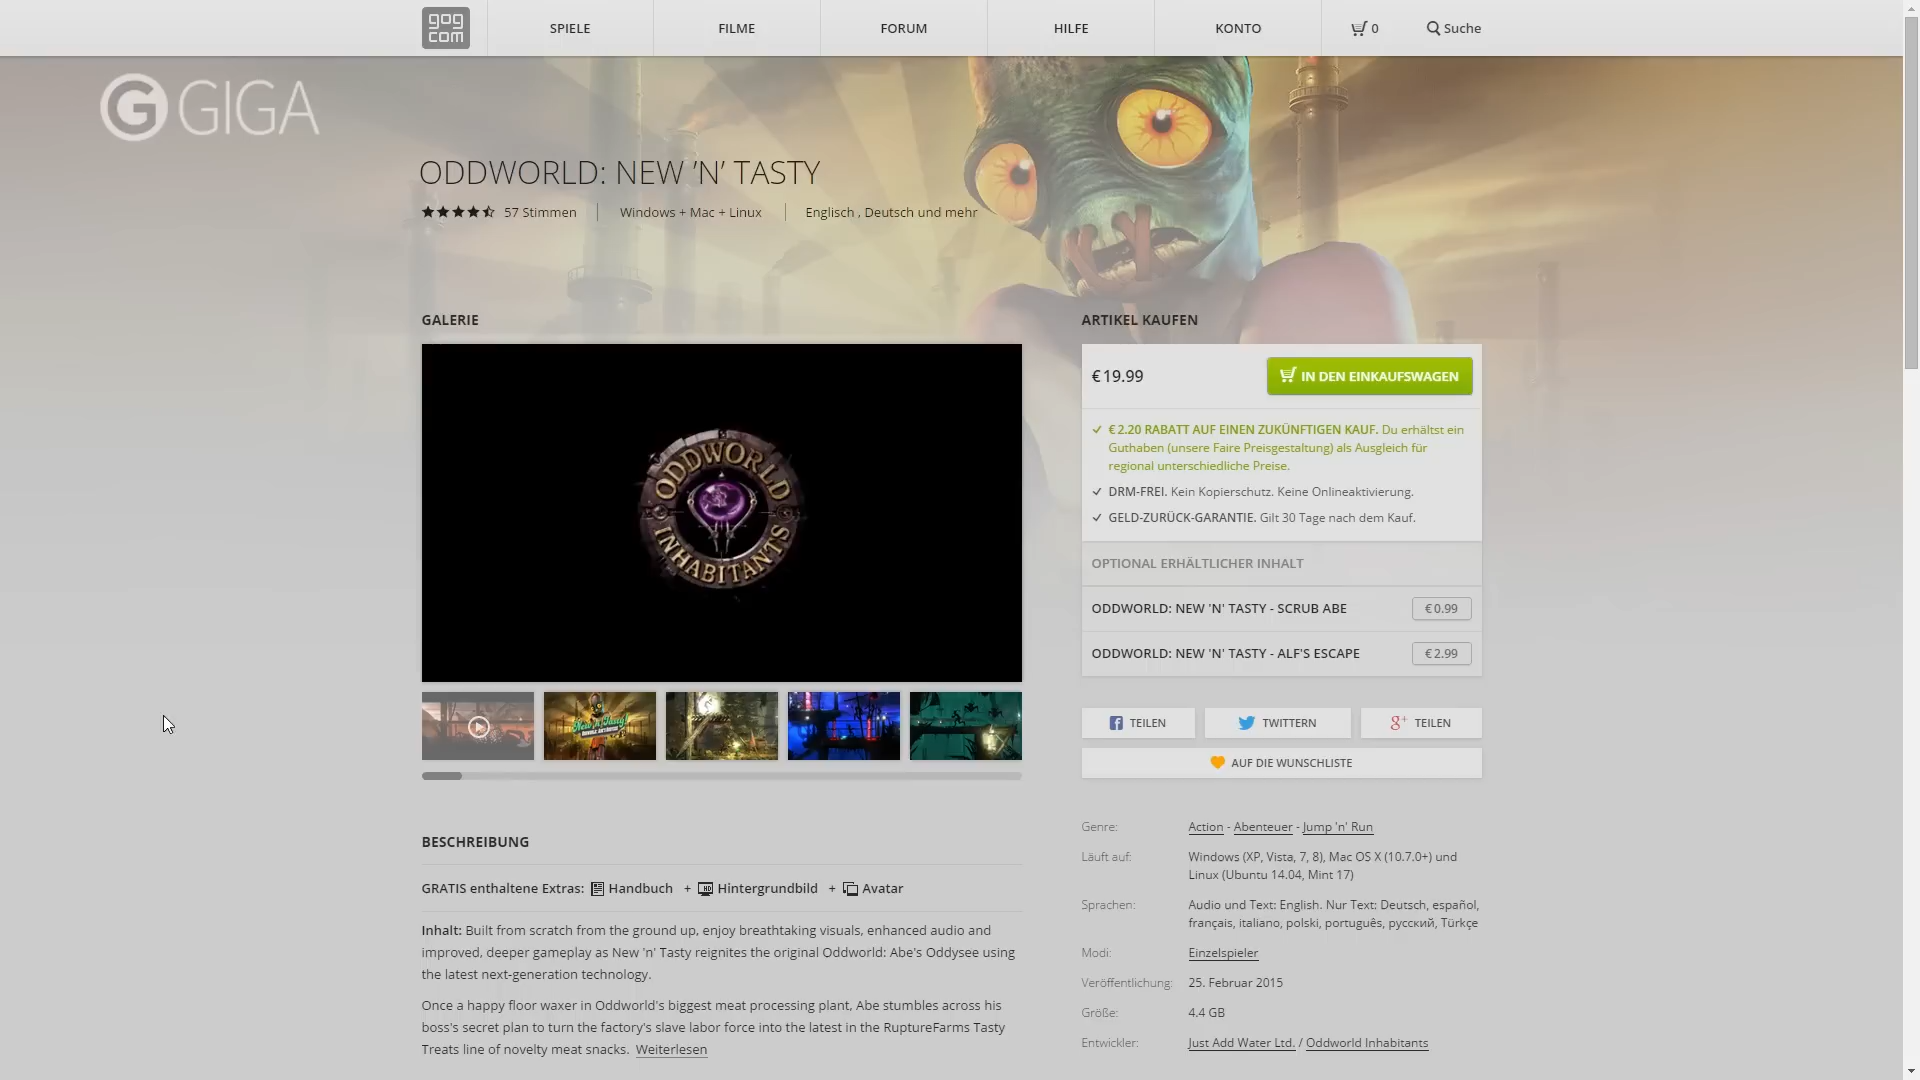 gog com
SPIELE
FILME
FORUM
HILFE
KONTO
0
Suche
G GIGA
ODDWORLD: NEW ’N’ TASTY
57 Stimmen
Windows + Mac + Linux
Englisch , Deutsch und mehr
GALERIE
ODDWORLD INHABITANTS
New 'n' Tasty!
BESCHREIBUNG
GRATIS enthaltene Extras: Handbuch + HD Hintergrundbild + Avatar
Inhalt: Built from scratch from the ground up, enjoy breathtaking visuals, enhanced audio and
improved, deeper gameplay as New 'n' Tasty reignites the original Oddworld: Abe's Oddysee using
the latest next-generation technology.
Once a happy floor waxer in Oddworld's biggest meat processing plant, Abe stumbles across his
boss's secret plan to turn the factory's slave labor force into the latest in the RuptureFarms Tasty
Treats line of novelty meat snacks. Weiterlesen
ARTIKEL KAUFEN
€ 19.99
IN DEN EINKAUFSWAGEN
€ 2.20 RABATT AUF EINEN ZUKÜNFTIGEN KAUF. Du erhältst ein
Guthaben (unsere Faire Preisgestaltung) als Ausgleich für
regional unterschiedliche Preise.
DRM-FREI. Kein Kopierschutz. Keine Onlineaktivierung.
GELD-ZURÜCK-GARANTIE. Gilt 30 Tage nach dem Kauf.
OPTIONAL ERHÄLTLICHER INHALT
ODDWORLD: NEW 'N' TASTY - SCRUB ABE € 0.99
ODDWORLD: NEW 'N' TASTY - ALF'S ESCAPE € 2.99
TEILEN
TWITTERN
g+ TEILEN
AUF DIE WUNSCHLISTE
Genre: Action - Abenteuer - Jump 'n' Run
Läuft auf: Windows (XP, Vista, 7, 8), Mac OS X (10.7.0+) und
Linux (Ubuntu 14.04, Mint 17)
Sprachen: Audio und Text: English. Nur Text: Deutsch, español,
français, italiano, polski, português, русский, Türkçe
Modi: Einzelspieler
Veröffentlichung: 25. Februar 2015
Größe: 4.4 GB
Entwickler: Just Add Water Ltd. / Oddworld Inhabitants